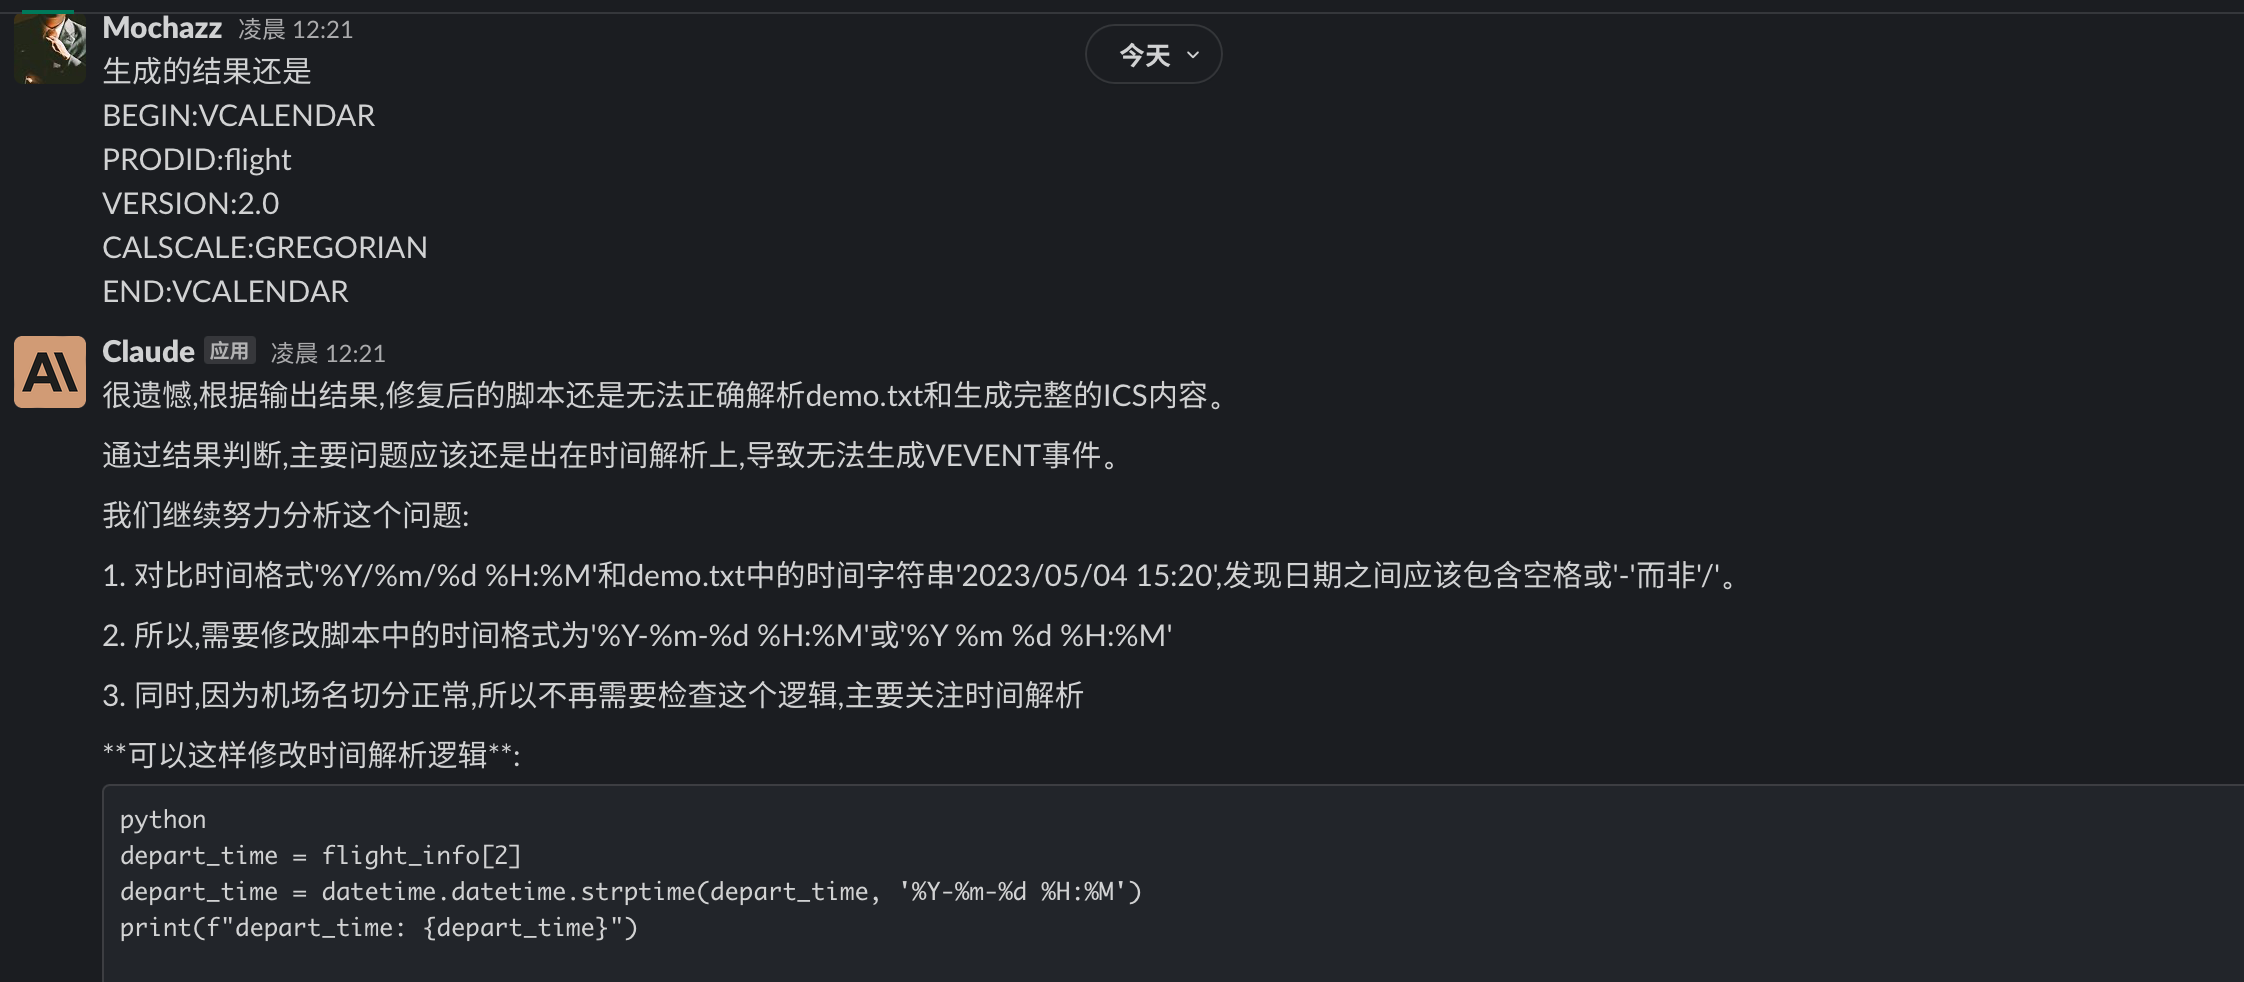 Mochazz 凌晨 12:21
今天
生成的结果还是
BEGIN:VCALENDAR
PRODID:flight
VERSION:2.0
CALSCALE:GREGORIAN
END:VCALENDAR
Claude 应用 凌晨 12:21
很遗憾,根据输出结果,修复后的脚本还是无法正确解析demo.txt和生成完整的ICS内容。
通过结果判断,主要问题应该还是出在时间解析上,导致无法生成VEVENT事件。
我们继续努力分析这个问题:
1. 对比时间格式'%Y/%m/%d %H:%M'和demo.txt中的时间字符串'2023/05/04 15:20',发现日期之间应该包含空格或'-'而非'/'。
2. 所以,需要修改脚本中的时间格式为'%Y-%m-%d %H:%M'或'%Y %m %d %H:%M'
3. 同时,因为机场名切分正常,所以不再需要检查这个逻辑,主要关注时间解析
**可以这样修改时间解析逻辑**:
python
depart_time = flight_info[2]
depart_time = datetime.datetime.strptime(depart_time, '%Y-%m-%d %H:%M')
print(f"depart_time: {depart_time}")